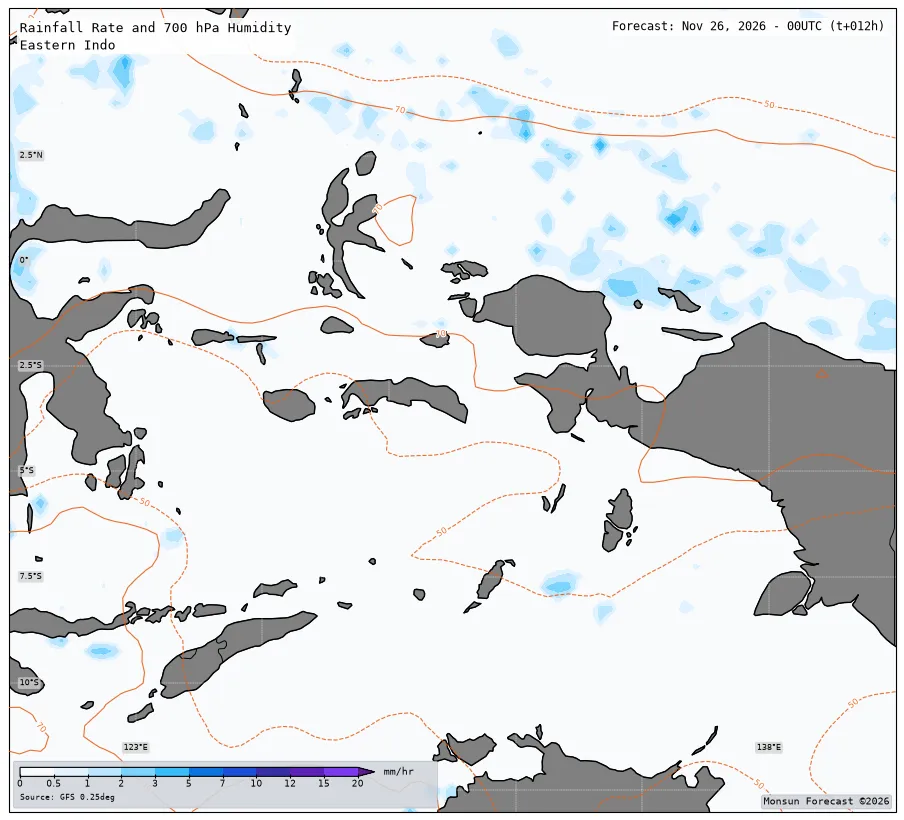 Rainfall Rate and 700 hPa Humidity
Eastern Indo
Forecast: Nov 26, 2026 - 00UTC (t+012h)
50
70
2.5°N
70
0°
70
2.5°S
5°S
50
50
7.5°S
10°S
50
70
123°E
138°E
50
0 0.5 1 2 3 5 7 10 12 15 20 mm/hr
Source: GFS 0.25deg
Monsun Forecast ©2026